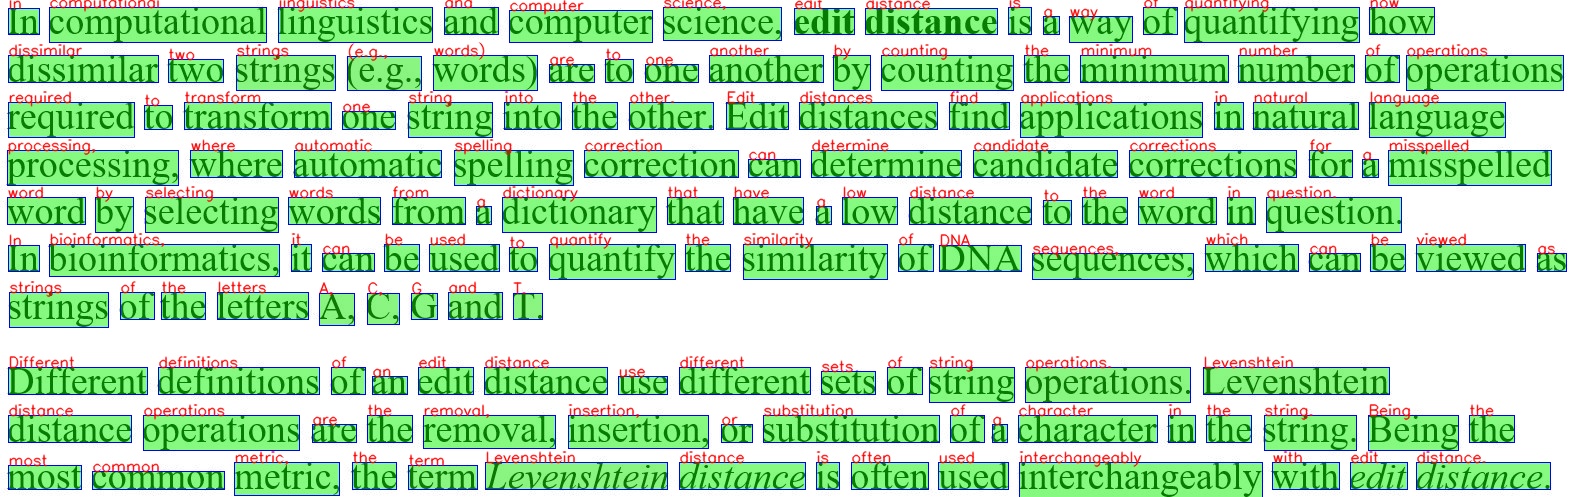 In computational linguistics and computer science, edit distance is a way of quantifying how
dissimilar two strings (e.g., words) are to one another by counting the minimum number of operations
required to transform one string into the other. Edit distances find applications in natural language
processing, where automatic spelling correction can determine candidate corrections for a misspelled
word by selecting words from a dictionary that have a low distance to the word in question.
In bioinformatics, it can be used to quantify the similarity of DNA sequences, which can be viewed as
strings of the letters A, C, G and T.
Different definitions of an edit distance use different sets of string operations. Levenshtein
distance operations are the removal, insertion, or substitution of a character in the string. Being the
most common metric, the term Levenshtein distance is often used interchangeably with edit distance.